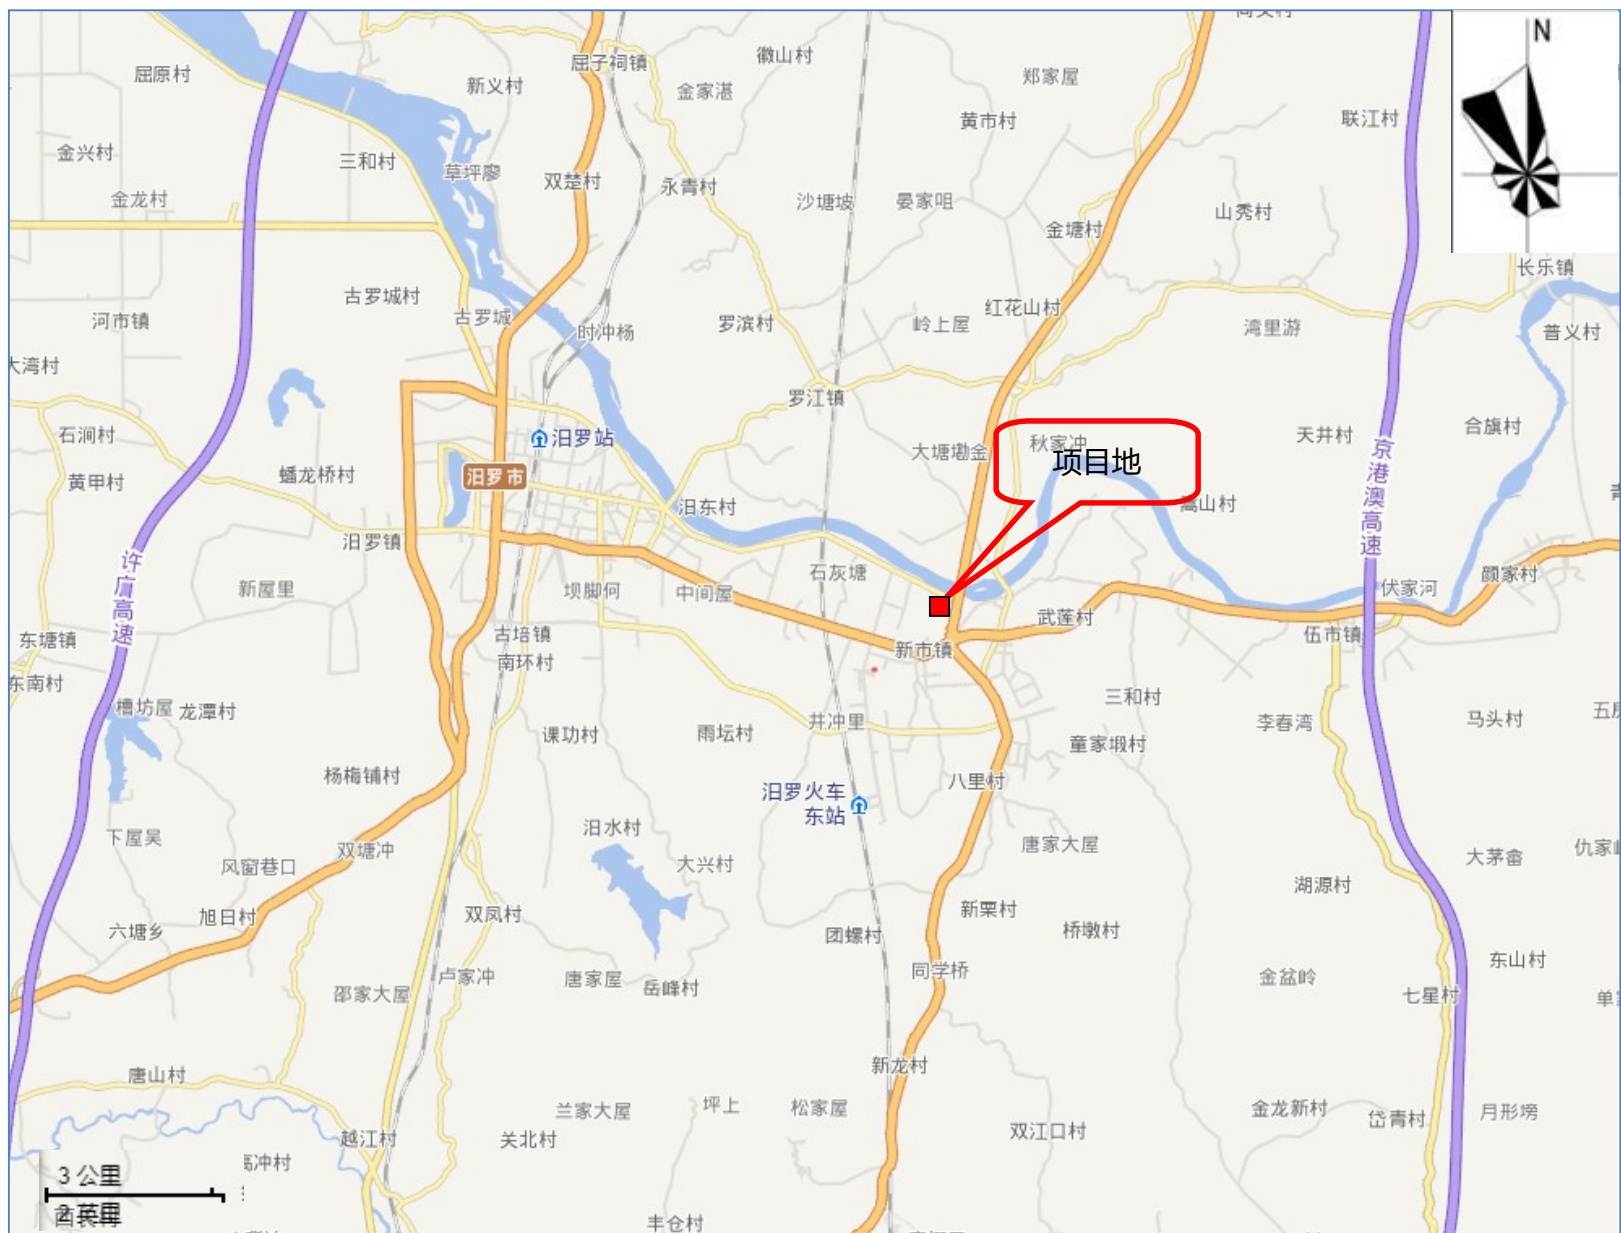 屈原村
新义村
屈子祠镇
徽山村
金家湛
郑家屋
黄市村
联江村
N
金兴村
三和村
草坪廖
双楚村
永青村
金龙村
沙塘坡
晏家咀
金塘村
山秀村
长乐镇
古罗城村
古罗城
时冲杨
罗滨村
岭上屋
红花山村
湾里游
普义村
河市镇
大湾村
罗江镇
石涧村
汨罗站
大塘墈金
秋家冲
项目地
天井村
合旗村
黄甲村
蟠龙桥村
汨罗市
汨东村
嵩山村
京港澳高速
汨罗镇
许广高速
新屋里
坝脚何
中间屋
石灰塘
武莲村
伏家河
颜家村
东塘镇
古培镇
南环村
新市镇
伍市镇
东南村
槽坊屋
龙潭村
三和村
李春湾
马头村
课功村
雨坛村
井冲里
童家塅村
杨梅铺村
汨罗火车
东站
八里村
下屋吴
风窗巷口
双塘冲
汨水村
大兴村
唐家大屋
大茅畲
湖源村
六塘乡
旭日村
双凤村
团螺村
新栗村
桥墩村
东山村
邵家大屋
卢家冲
唐家屋
岳峰村
同学桥
金盆岭
七星村
唐山村
新龙村
兰家大屋
坪上
松家屋
金龙新村
岱青村
月形塝
越江村
关北村
双江口村
3 公里
2 英里
丰仓村